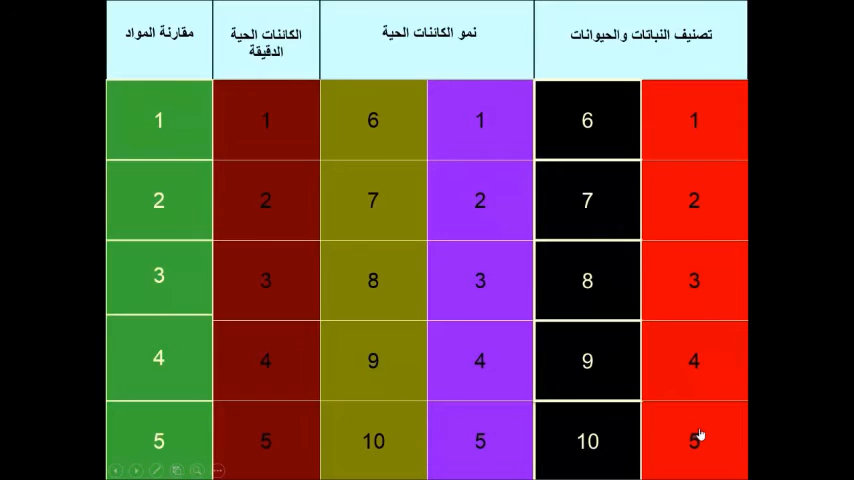 تصنيف النباتات والحيوانات
نمو الكائنات الحية
الكائنات الحية
الدقيقة
مقارنة المواد
1 6 1 6 1 1
2 7 2 7 2 2
3 8 3 8 3 3
4 9 4 9 4 4
5 10 5 10 5 5